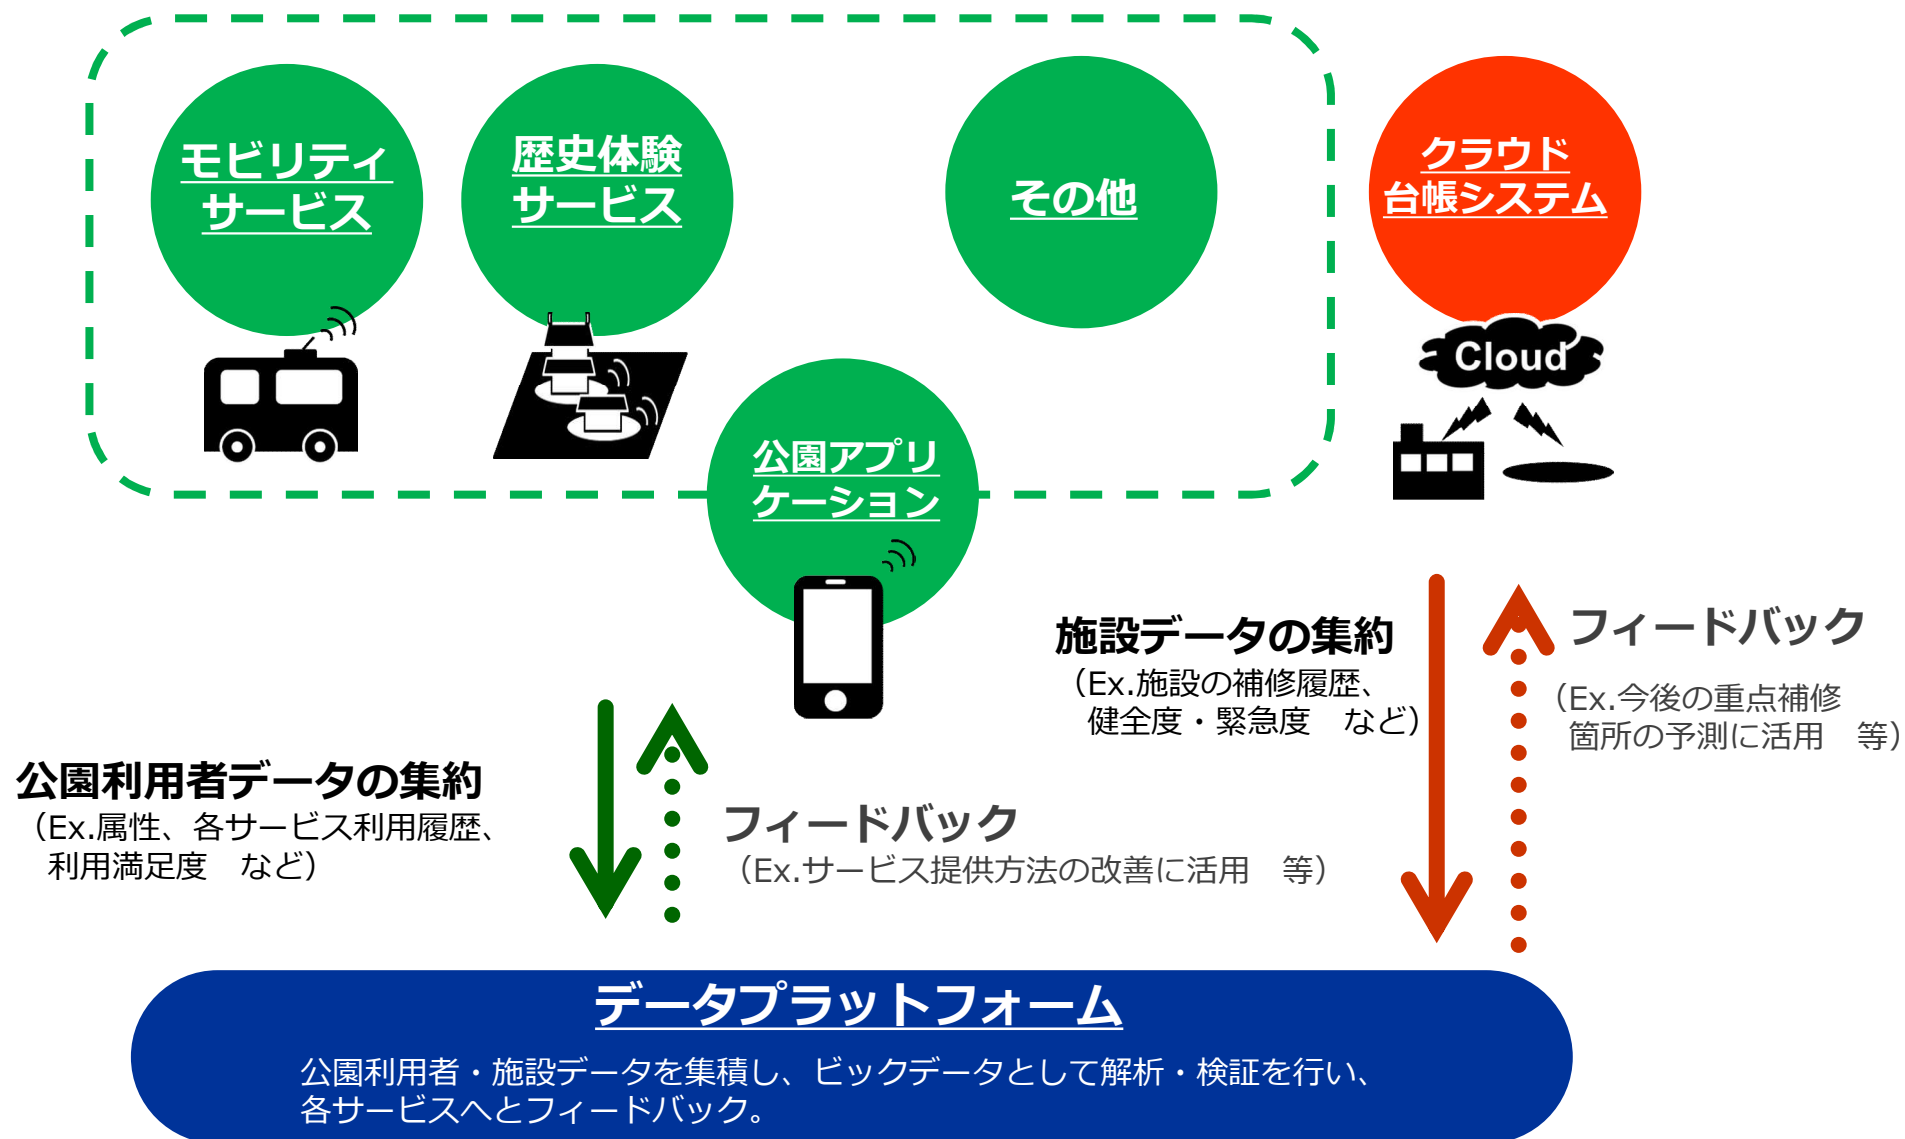 モビリティ
サービス
歴史体験
サービス
その他
クラウド
台帳システム
Cloud
公園アプリ
ケーション
施設データの集約
（Ex.施設の補修履歴、
健全度・緊急度　など）
フィードバック
（Ex.今後の重点補修
箇所の予測に活用　等）
公園利用者データの集約
（Ex.属性、各サービス利用履歴、
利用満足度　など）
フィードバック
（Ex.サービス提供方法の改善に活用　等）
データプラットフォーム
公園利用者・施設データを集積し、ビックデータとして解析・検証を行い、
各サービスへとフィードバック。